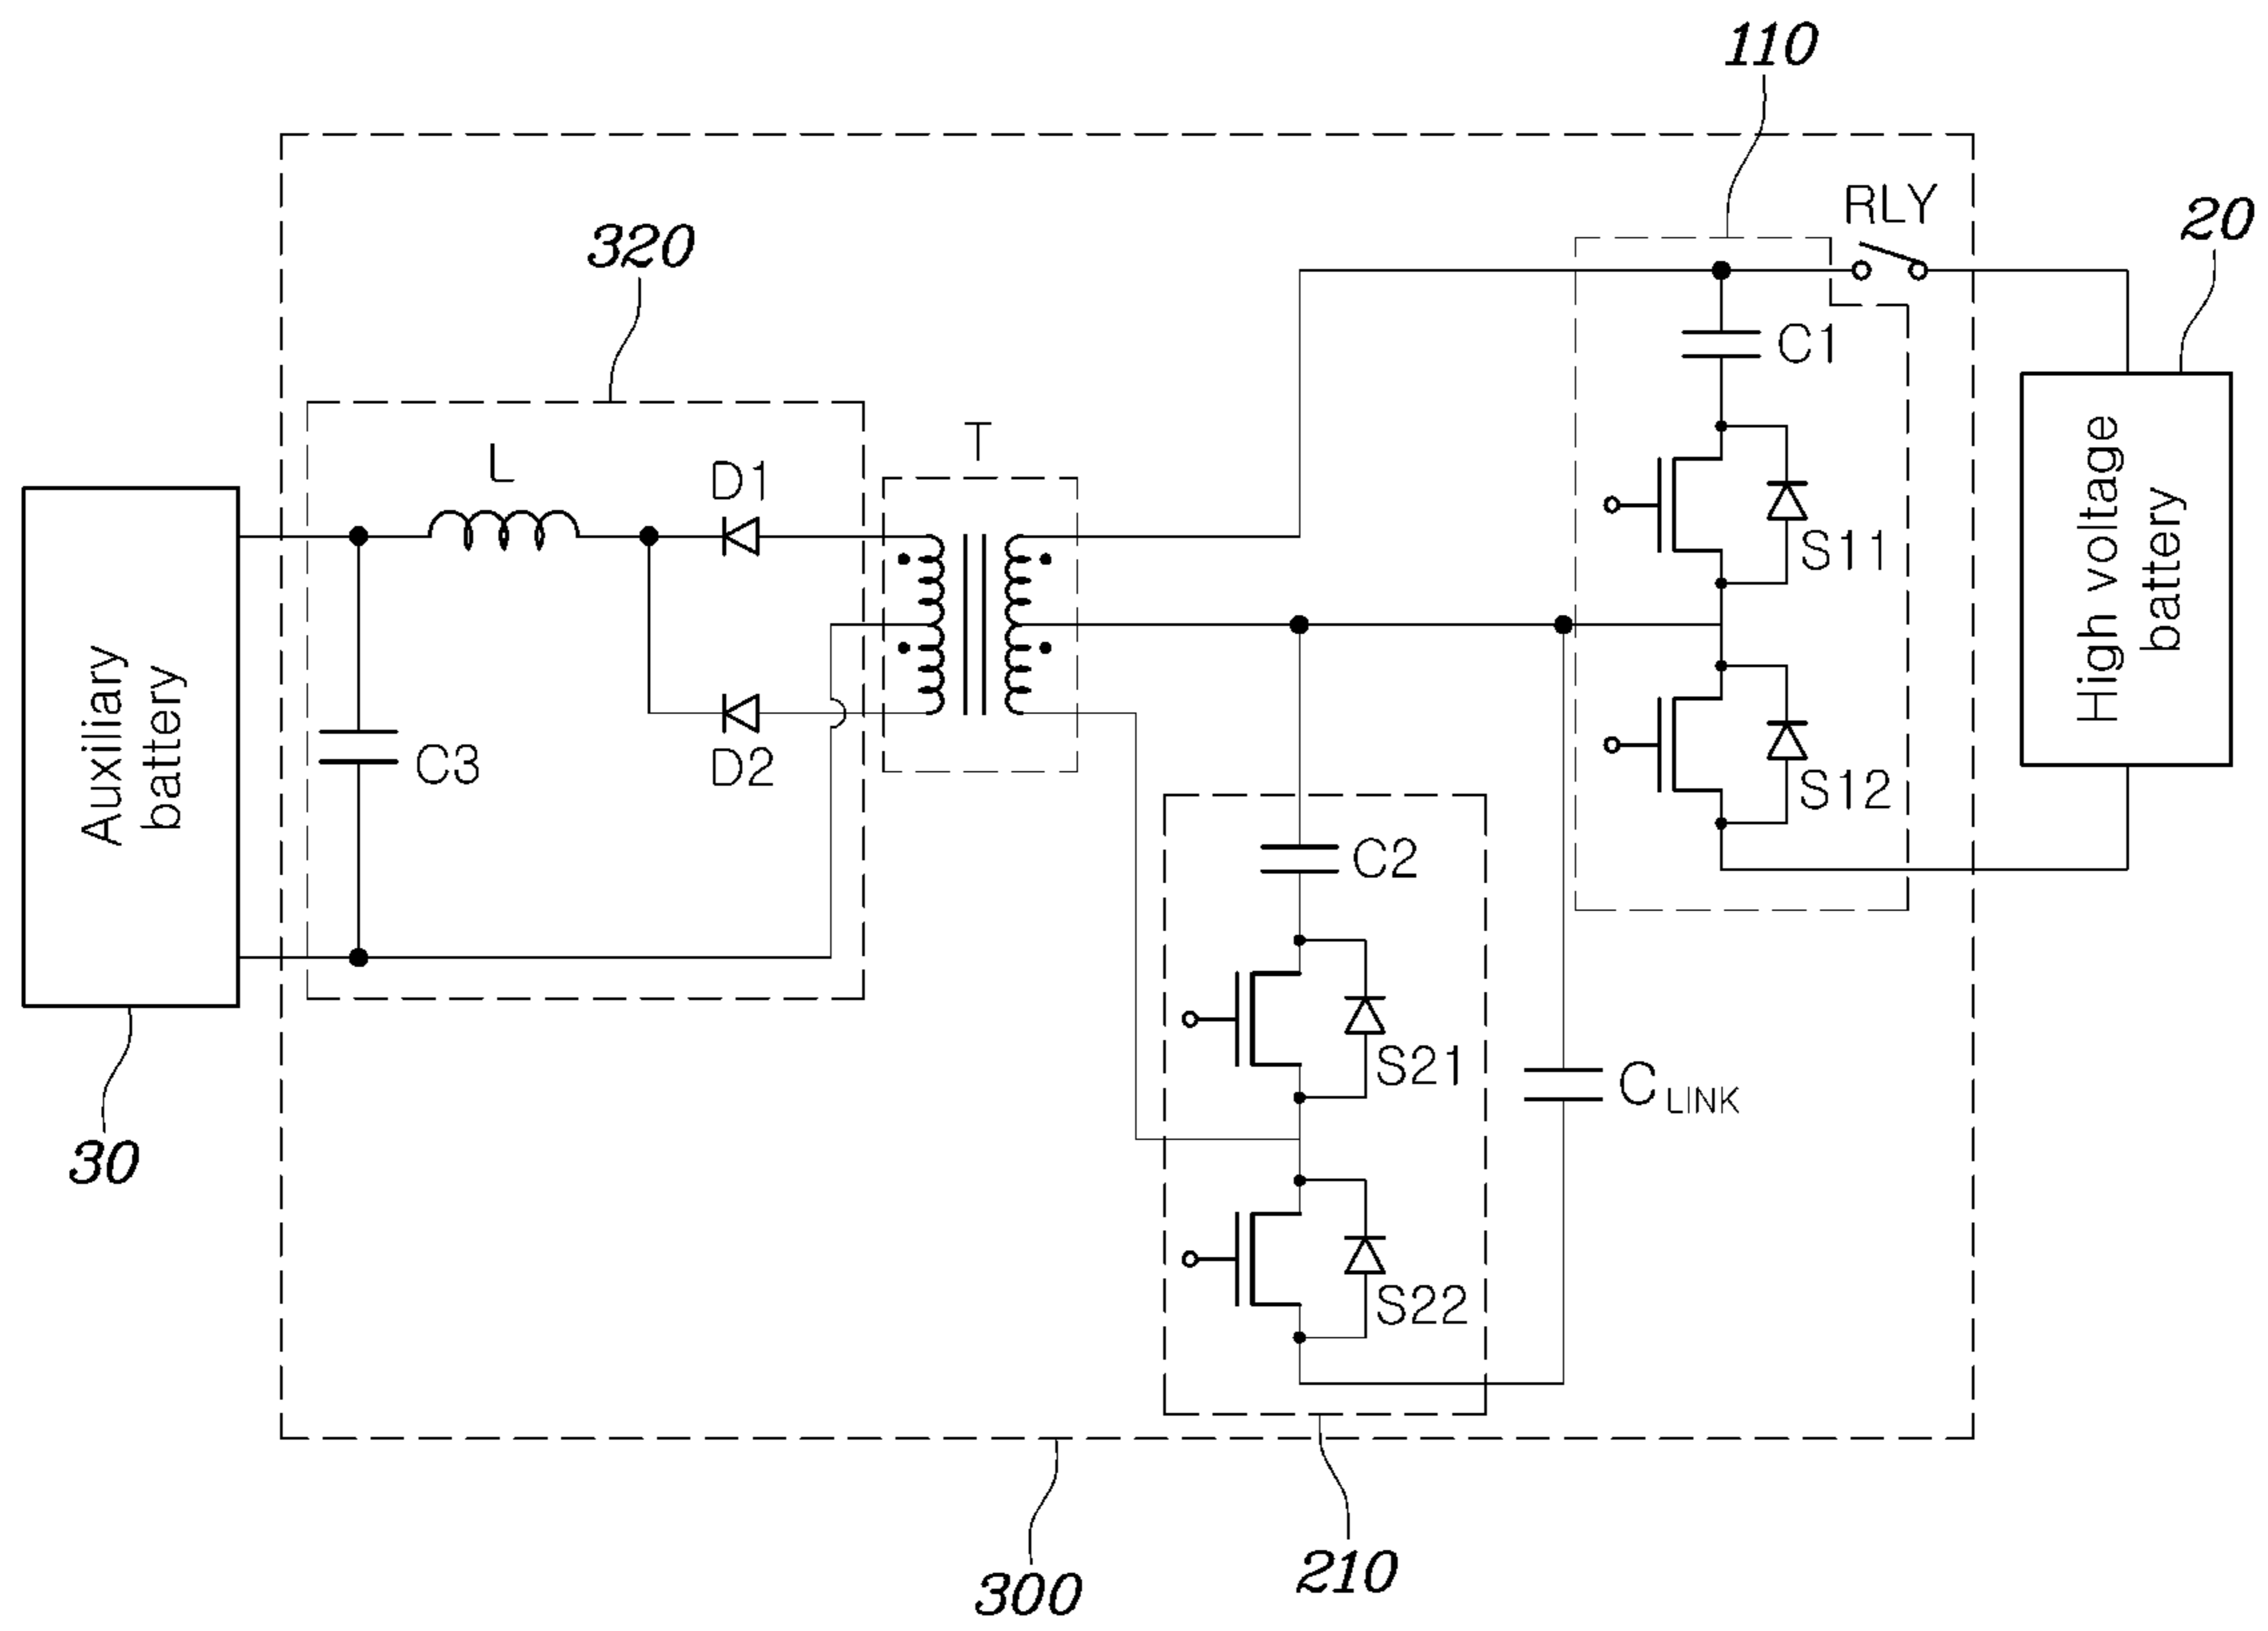 110
RLY
20
320
C1
T
L
D1
High voltage
battery
S11
Auxiliary
battery
C3
D2
S12
C2
S21
C LINK
30
S22
210
300